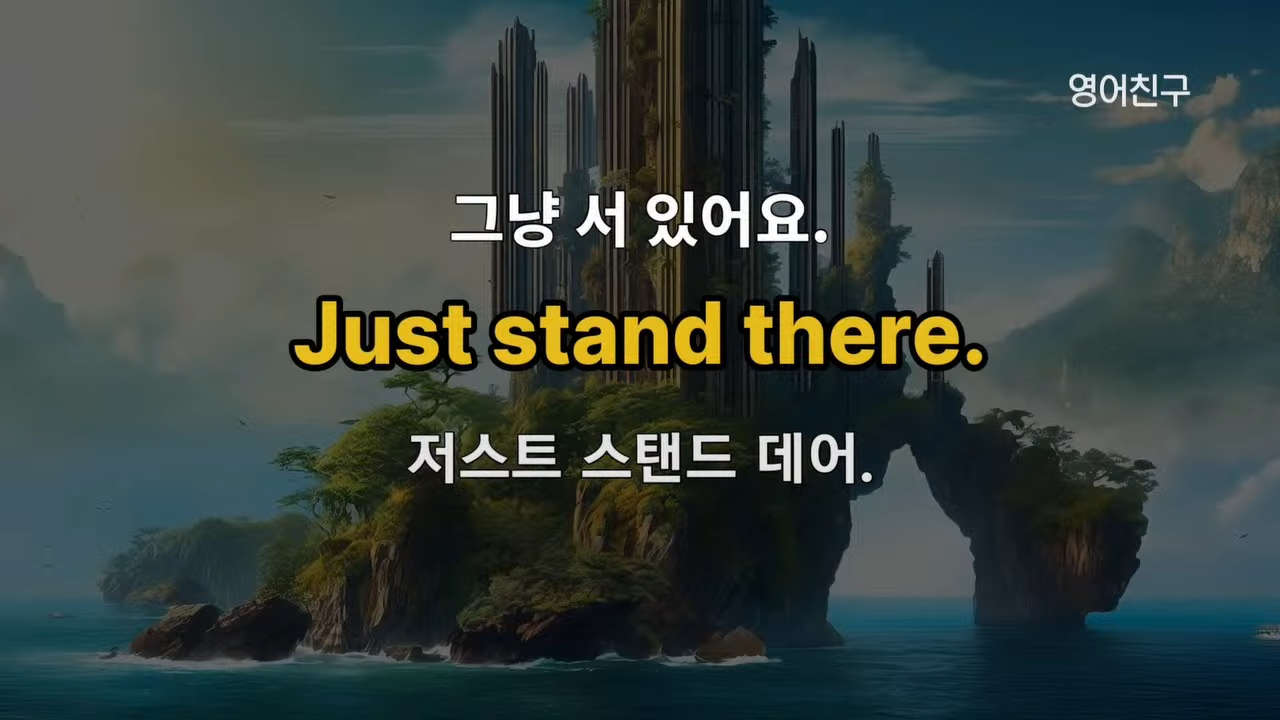 영어친구
그냥 서 있어요.
Just stand there.
저스트 스탠드 데어.